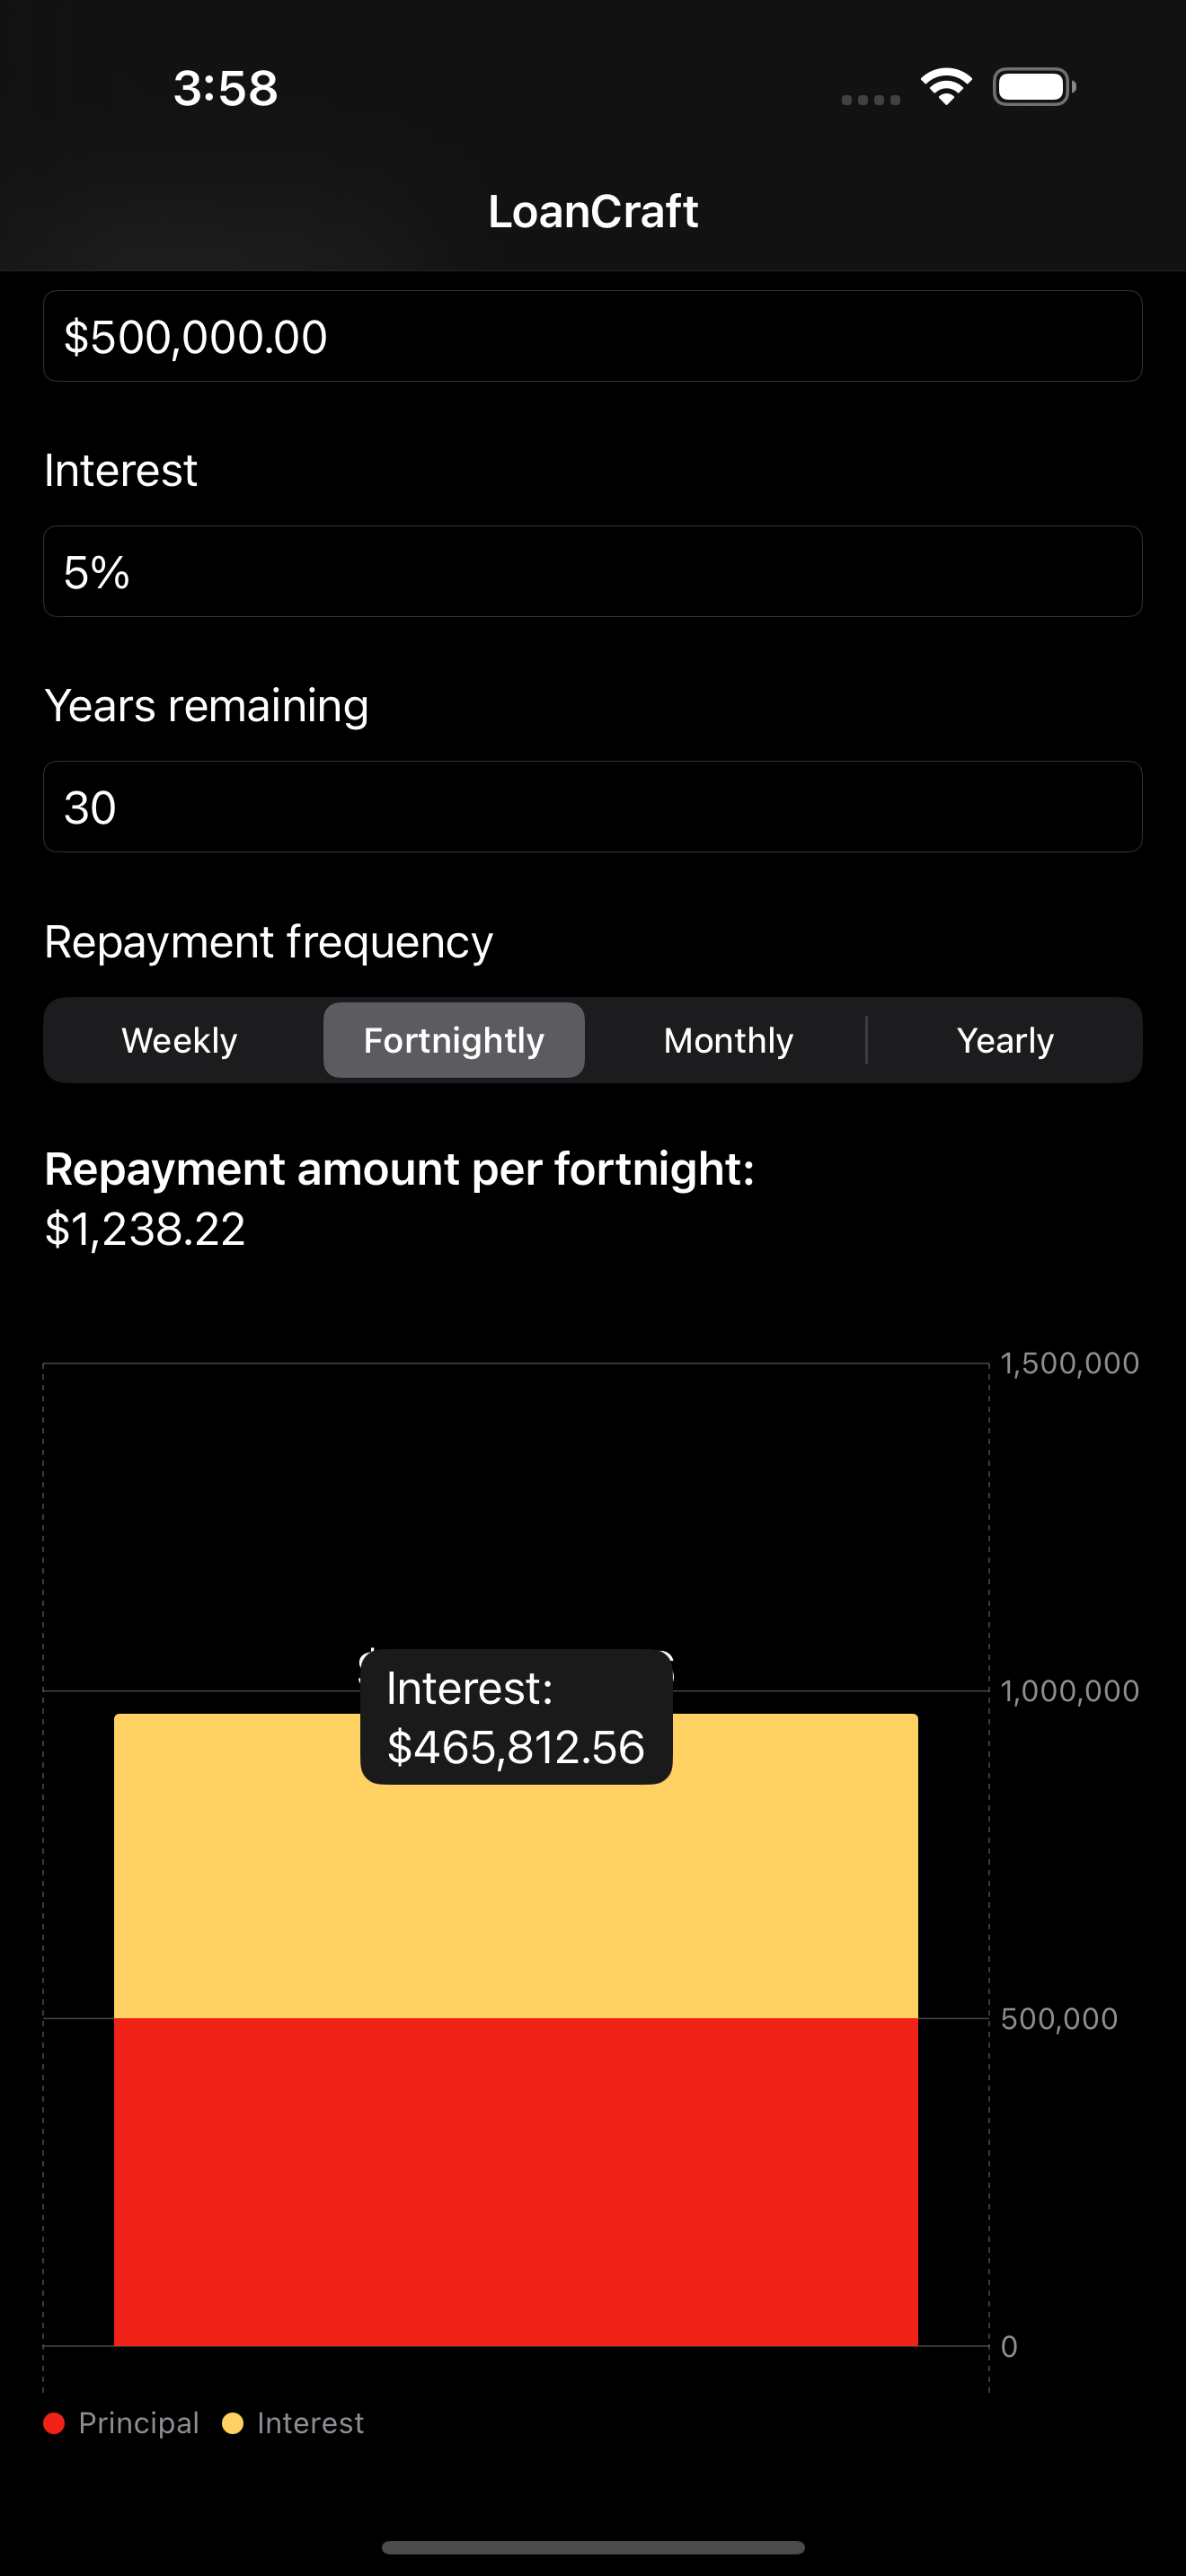 3:58
LoanCraft
$500,000.00
Interest
5%
Years remaining
30
Repayment frequency
Weekly
Fortnightly
Monthly
Yearly
Repayment amount per fortnight:
$1,238.22
1,500,000
Interest:
$465,812.56
1,000,000
500,000
0
Principal
Interest